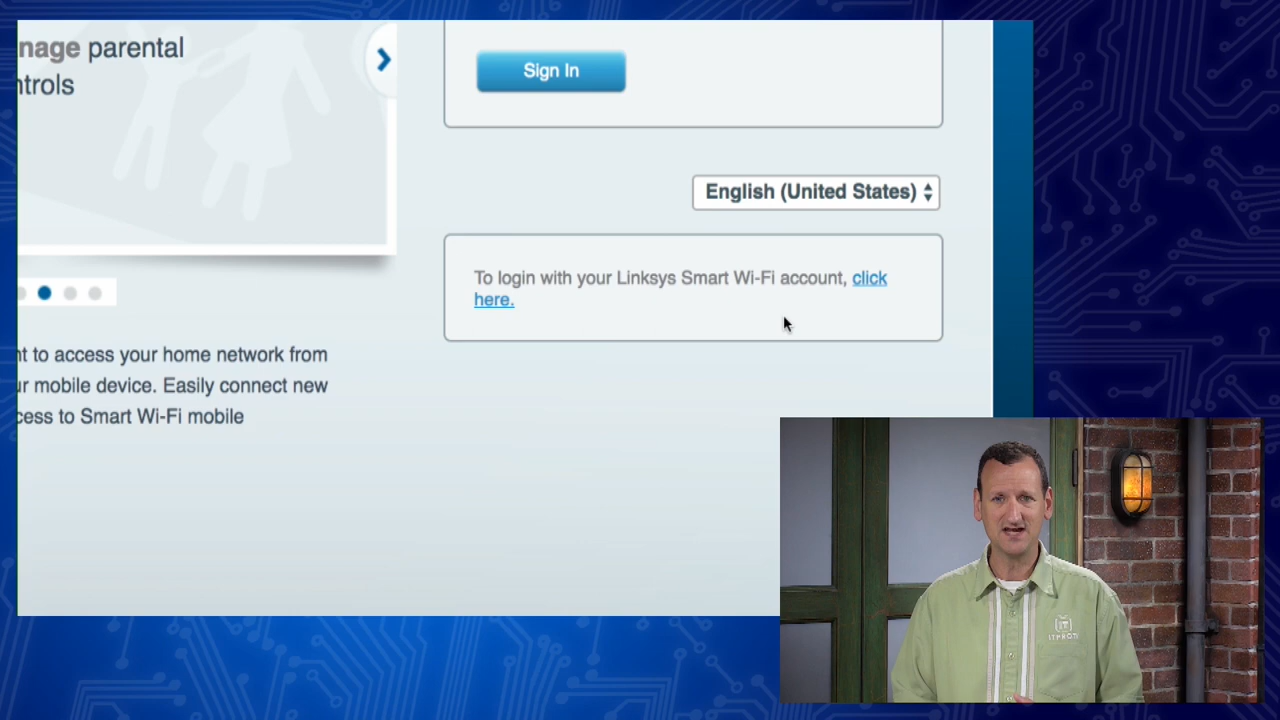 nage parental
ntrols
Sign In
English (United States)
To login with your Linksys Smart Wi-Fi account, click
here.
nt to access your home network from
ur mobile device. Easily connect new
cess to Smart Wi-Fi mobile
ITPROTV